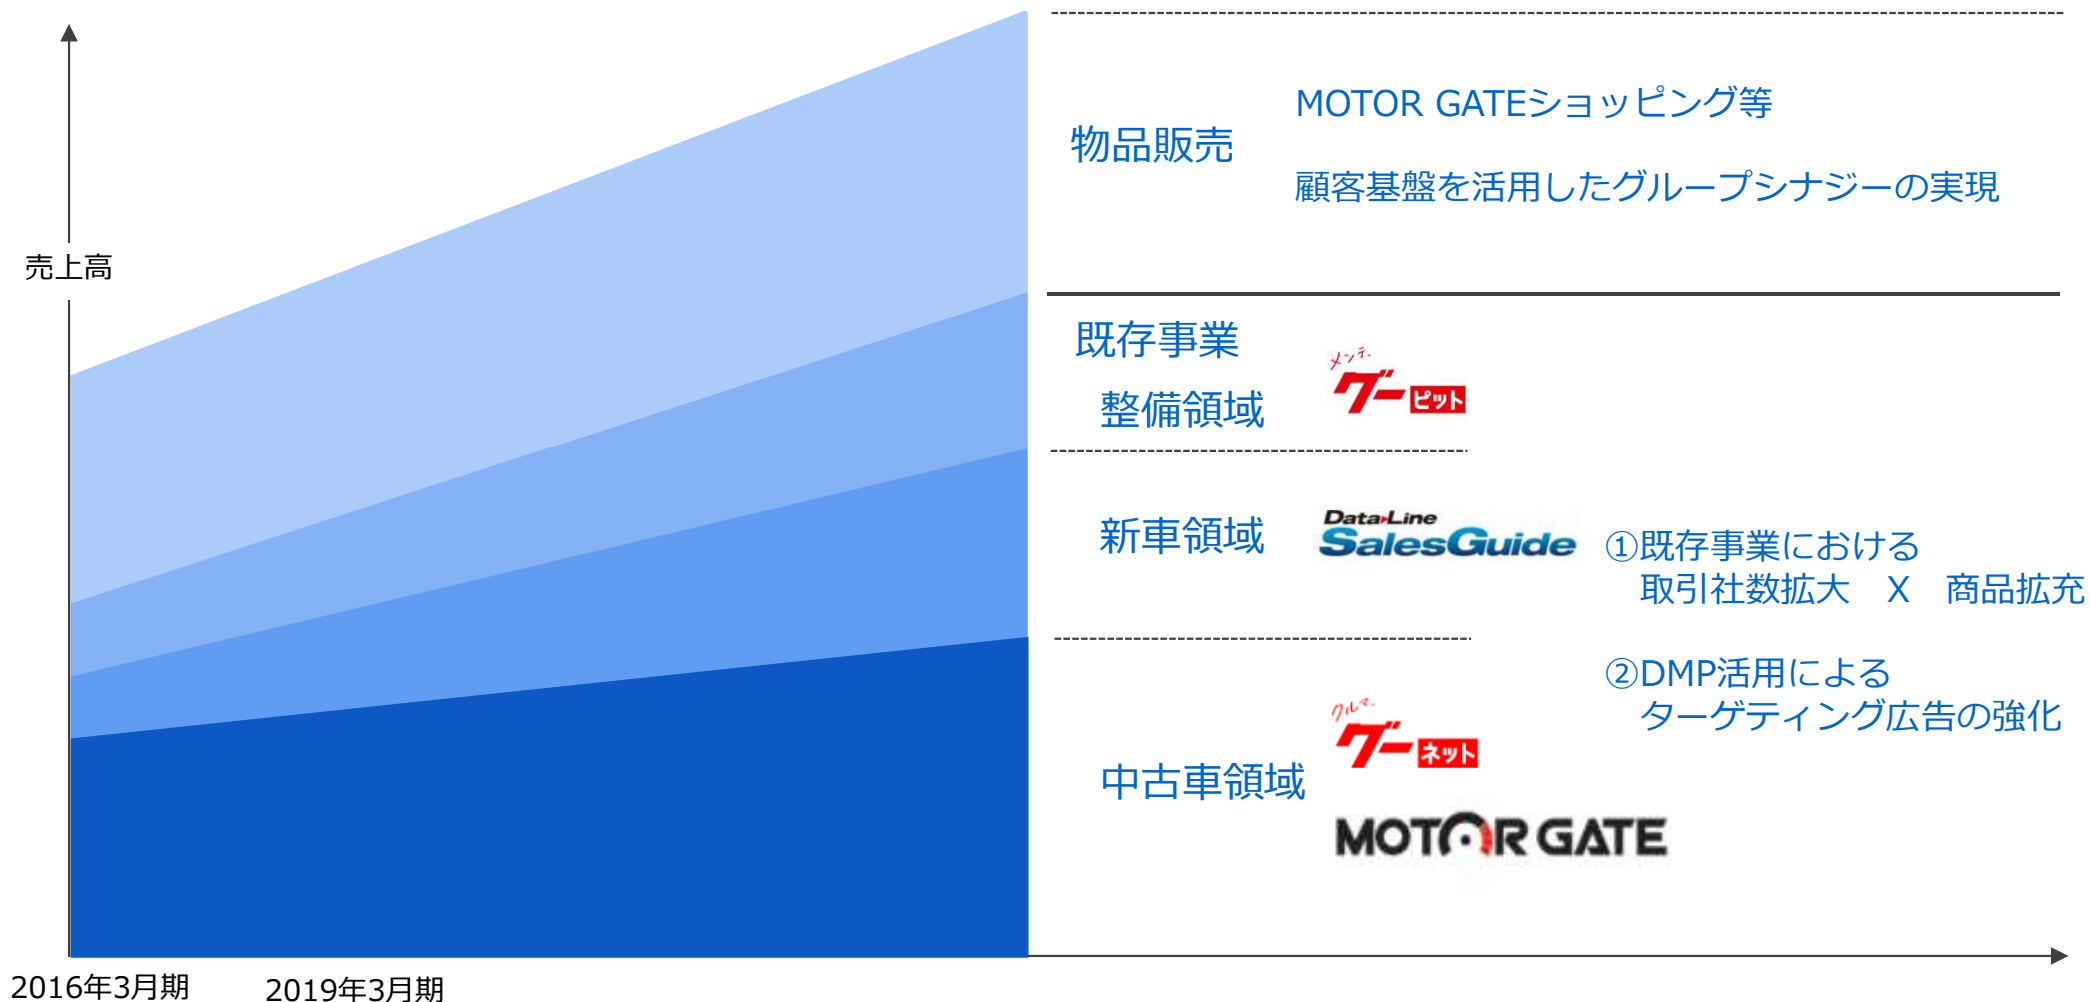 売上高
2016年3月期
2019年3月期
物品販売
MOTOR GATEショッピング等
顧客基盤を活用したグループシナジーの実現
既存事業
整備領域
メンテ、
グーピット
新車領域
Data Line
SalesGuide
①既存事業における
取引社数拡大　X　商品拡充
②DMP活用による
ターゲティング広告の強化
中古車領域
クルマ、
グーネット
MOTOR GATE